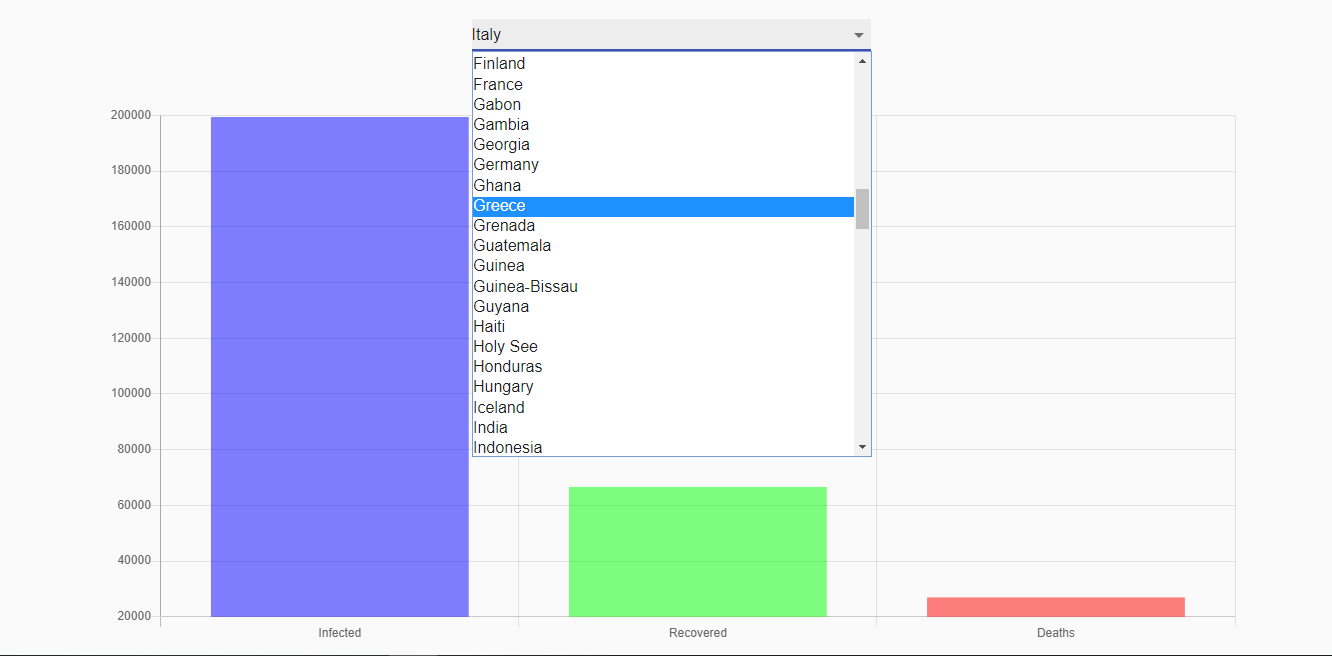 Italy
Finland
France
Gabon
Gambia
Georgia
Germany
Ghana
Greece
Grenada
Guatemala
Guinea
Guinea-Bissau
Guyana
Haiti
Holy See
Honduras
Hungary
Iceland
India
Indonesia
200000
180000
160000
140000
120000
100000
80000
60000
40000
20000
Infected Recovered Deaths